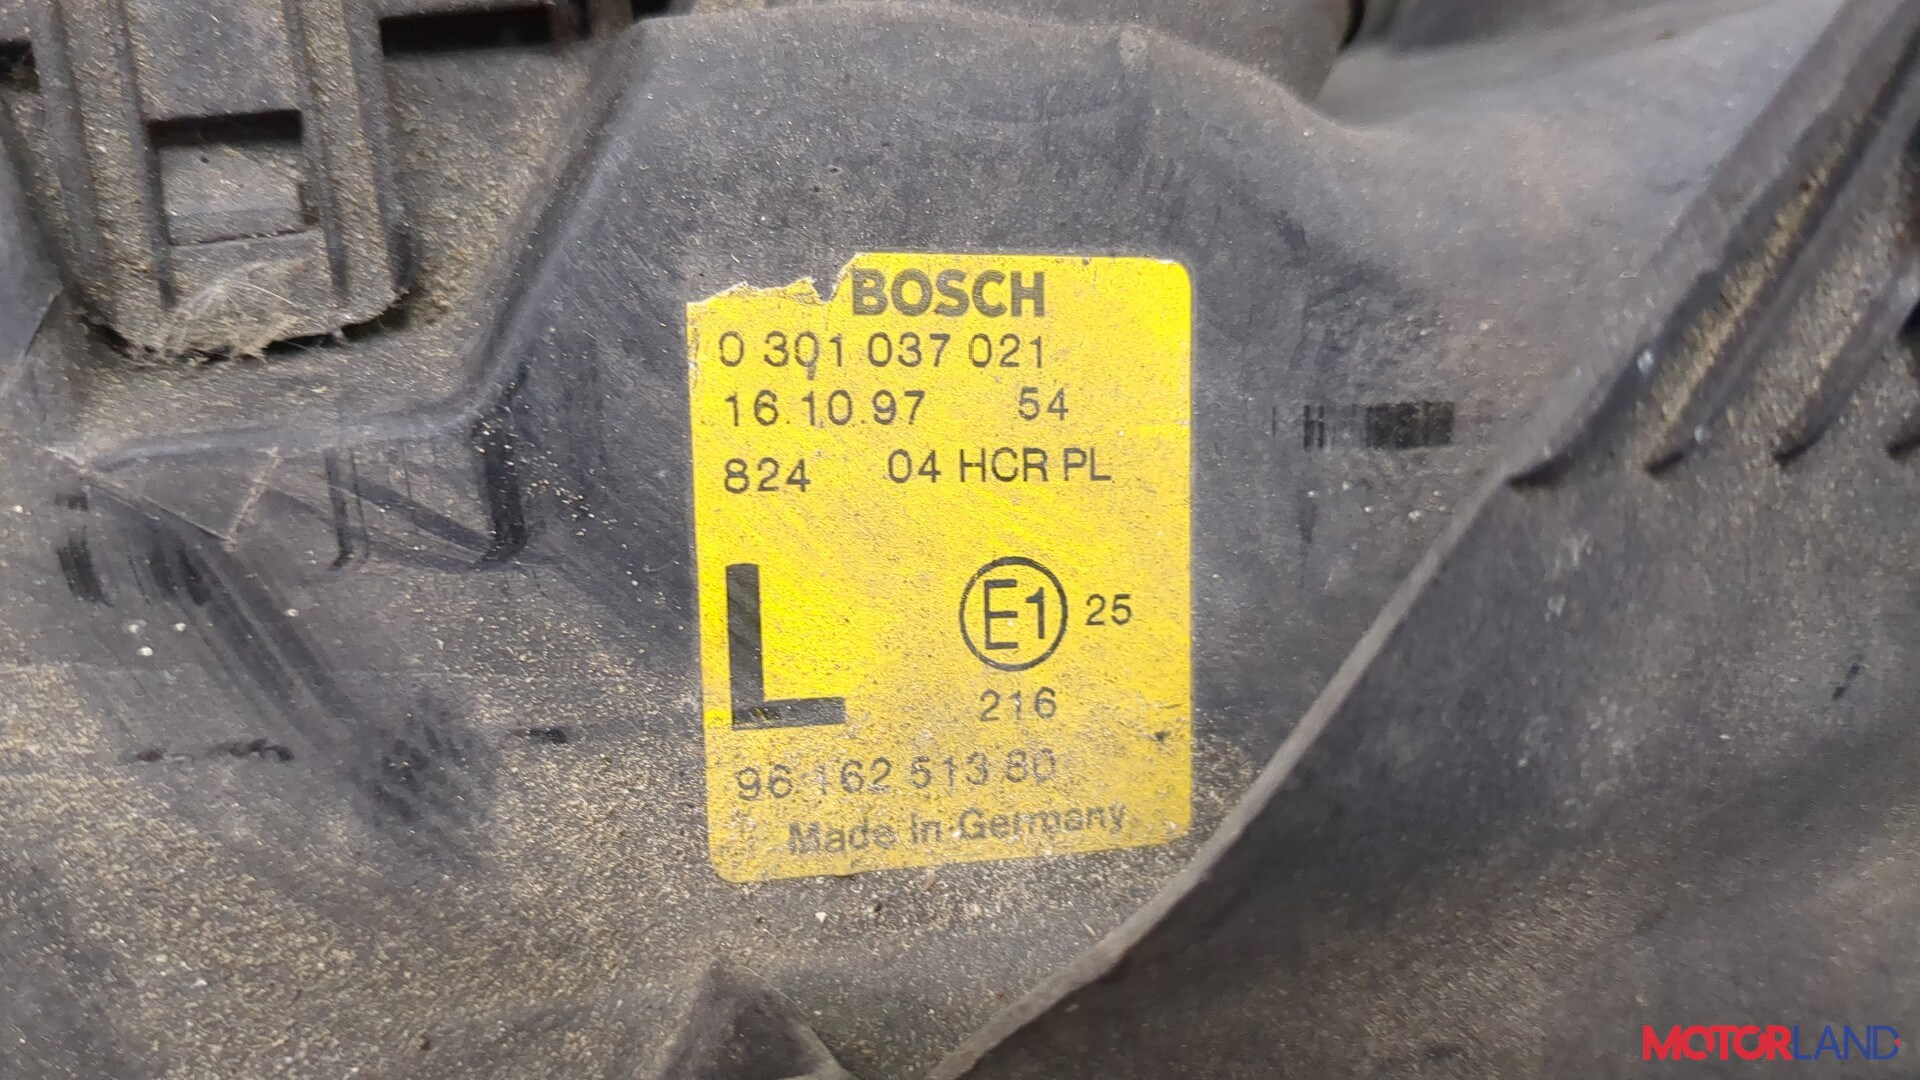 BOSCH
0 301 037 021
16.10.97 54
824 04 HCR PL
L E1 25
216
96 162 513 80
Made in Germany
MOTORLAND